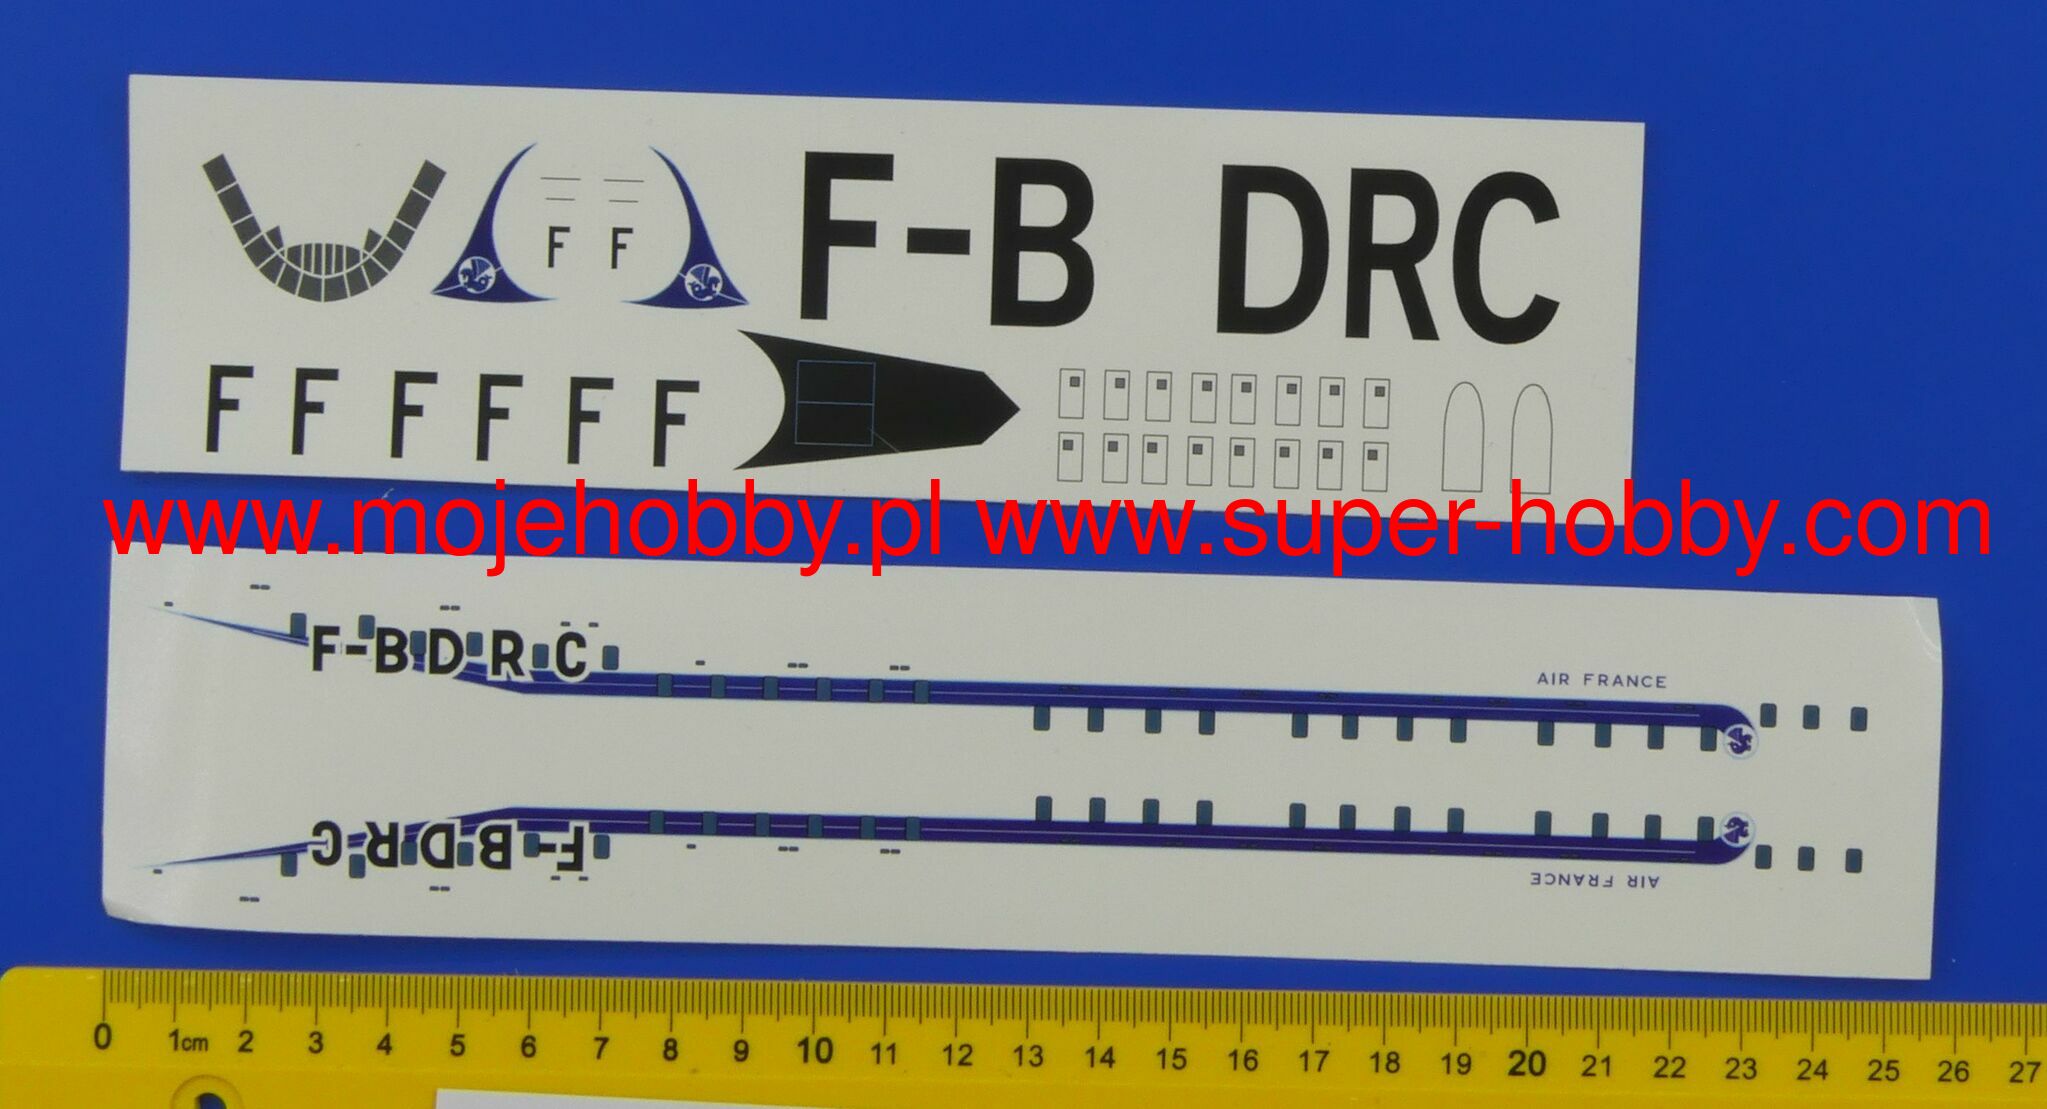 F-B DRC
F F
F F F F F F
www.mojehobby.pl www.super-hobby.com
F-BDRC
AIR FRANCE
F-BDRC
AIR FRANCE
0 1cm 2 3 4 5 6 7 8 9 10 11 12 13 14 15 16 17 18 19 20 21 22 23 24 25 26 27